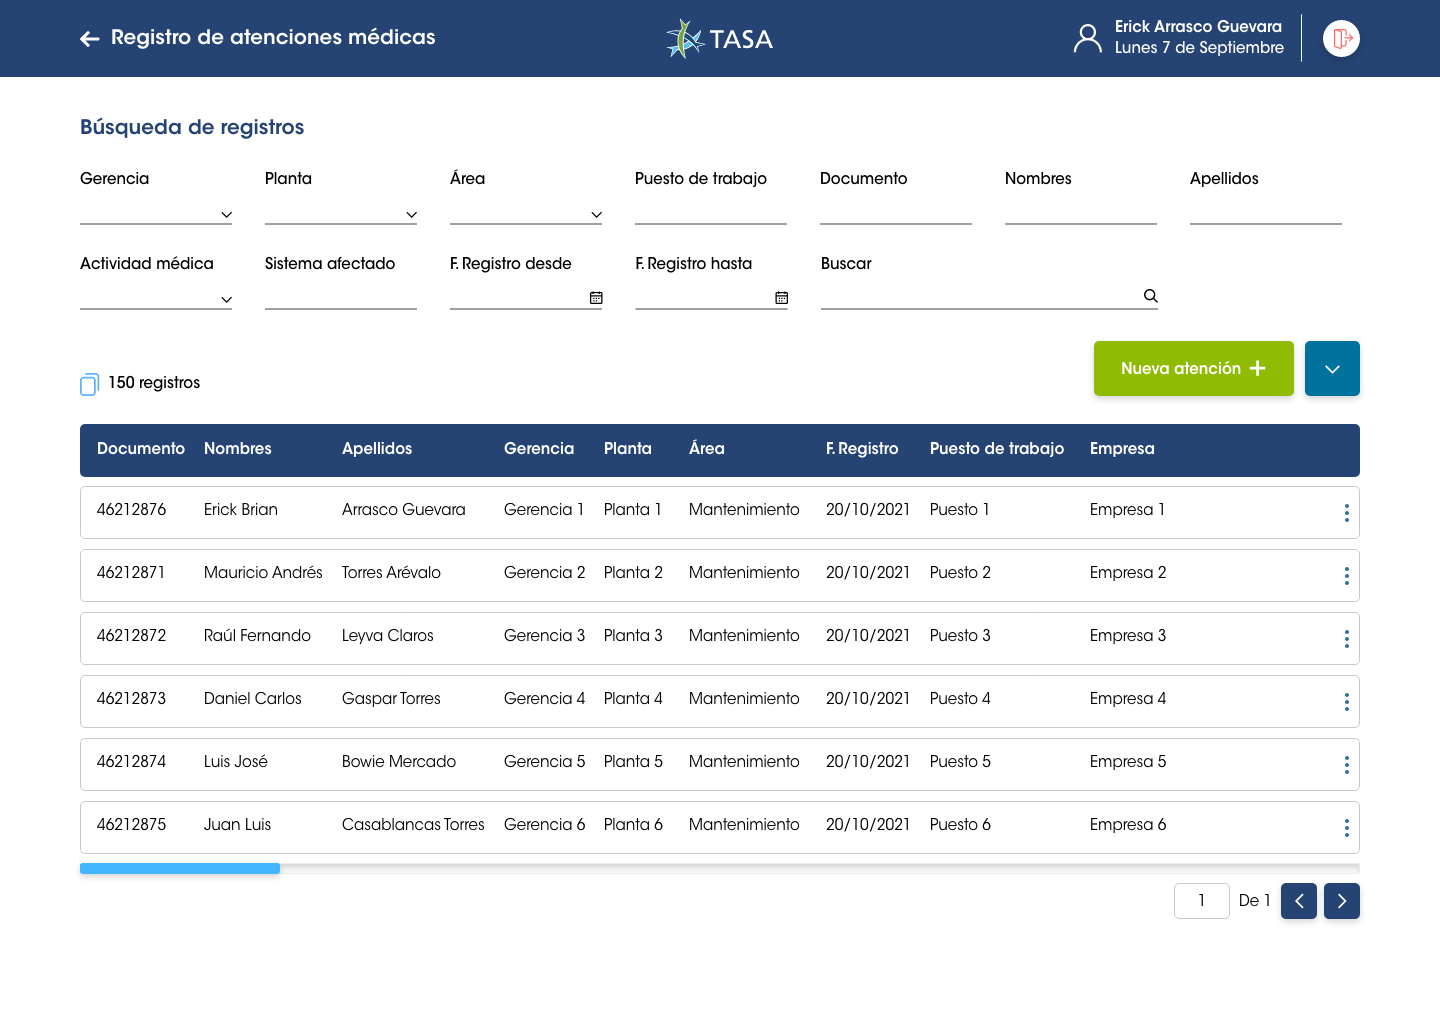 Registro de atenciones médicas
TASA
Erick Arrasco Guevara
Lunes 7 de Septiembre
Búsqueda de registros
Gerencia Planta Área Puesto de trabajo Documento Nombres Apellidos
Actividad médica Sistema afectado F. Registro desde F. Registro hasta Buscar
150 registros
Nueva atención
Documento Nombres Apellidos Gerencia Planta Área F. Registro Puesto de trabajo Empresa
46212876 Erick Brian Arrasco Guevara Gerencia 1 Planta 1 Mantenimiento 20/10/2021 Puesto 1 Empresa 1
46212871 Mauricio Andrés Torres Arévalo Gerencia 2 Planta 2 Mantenimiento 20/10/2021 Puesto 2 Empresa 2
46212872 Raúl Fernando Leyva Claros Gerencia 3 Planta 3 Mantenimiento 20/10/2021 Puesto 3 Empresa 3
46212873 Daniel Carlos Gaspar Torres Gerencia 4 Planta 4 Mantenimiento 20/10/2021 Puesto 4 Empresa 4
46212874 Luis José Bowie Mercado Gerencia 5 Planta 5 Mantenimiento 20/10/2021 Puesto 5 Empresa 5
46212875 Juan Luis Casablancas Torres Gerencia 6 Planta 6 Mantenimiento 20/10/2021 Puesto 6 Empresa 6
1 De 1